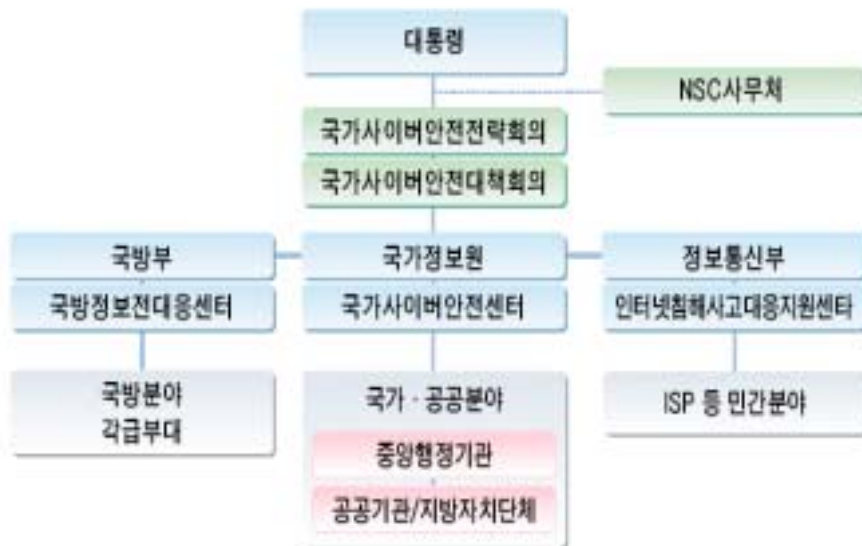 대통령
NSC사무처
국가사이버안전전략회의
국가사이버안전대책회의
국방부
국가정보원
정보통신부
국방정보전대응센터
국가사이버안전센터
인터넷침해사고대응지원센타
국방분야
각급부대
국가·공공분야
ISP 등 민간분야
중앙행정기관
공공기관/지방자치단체